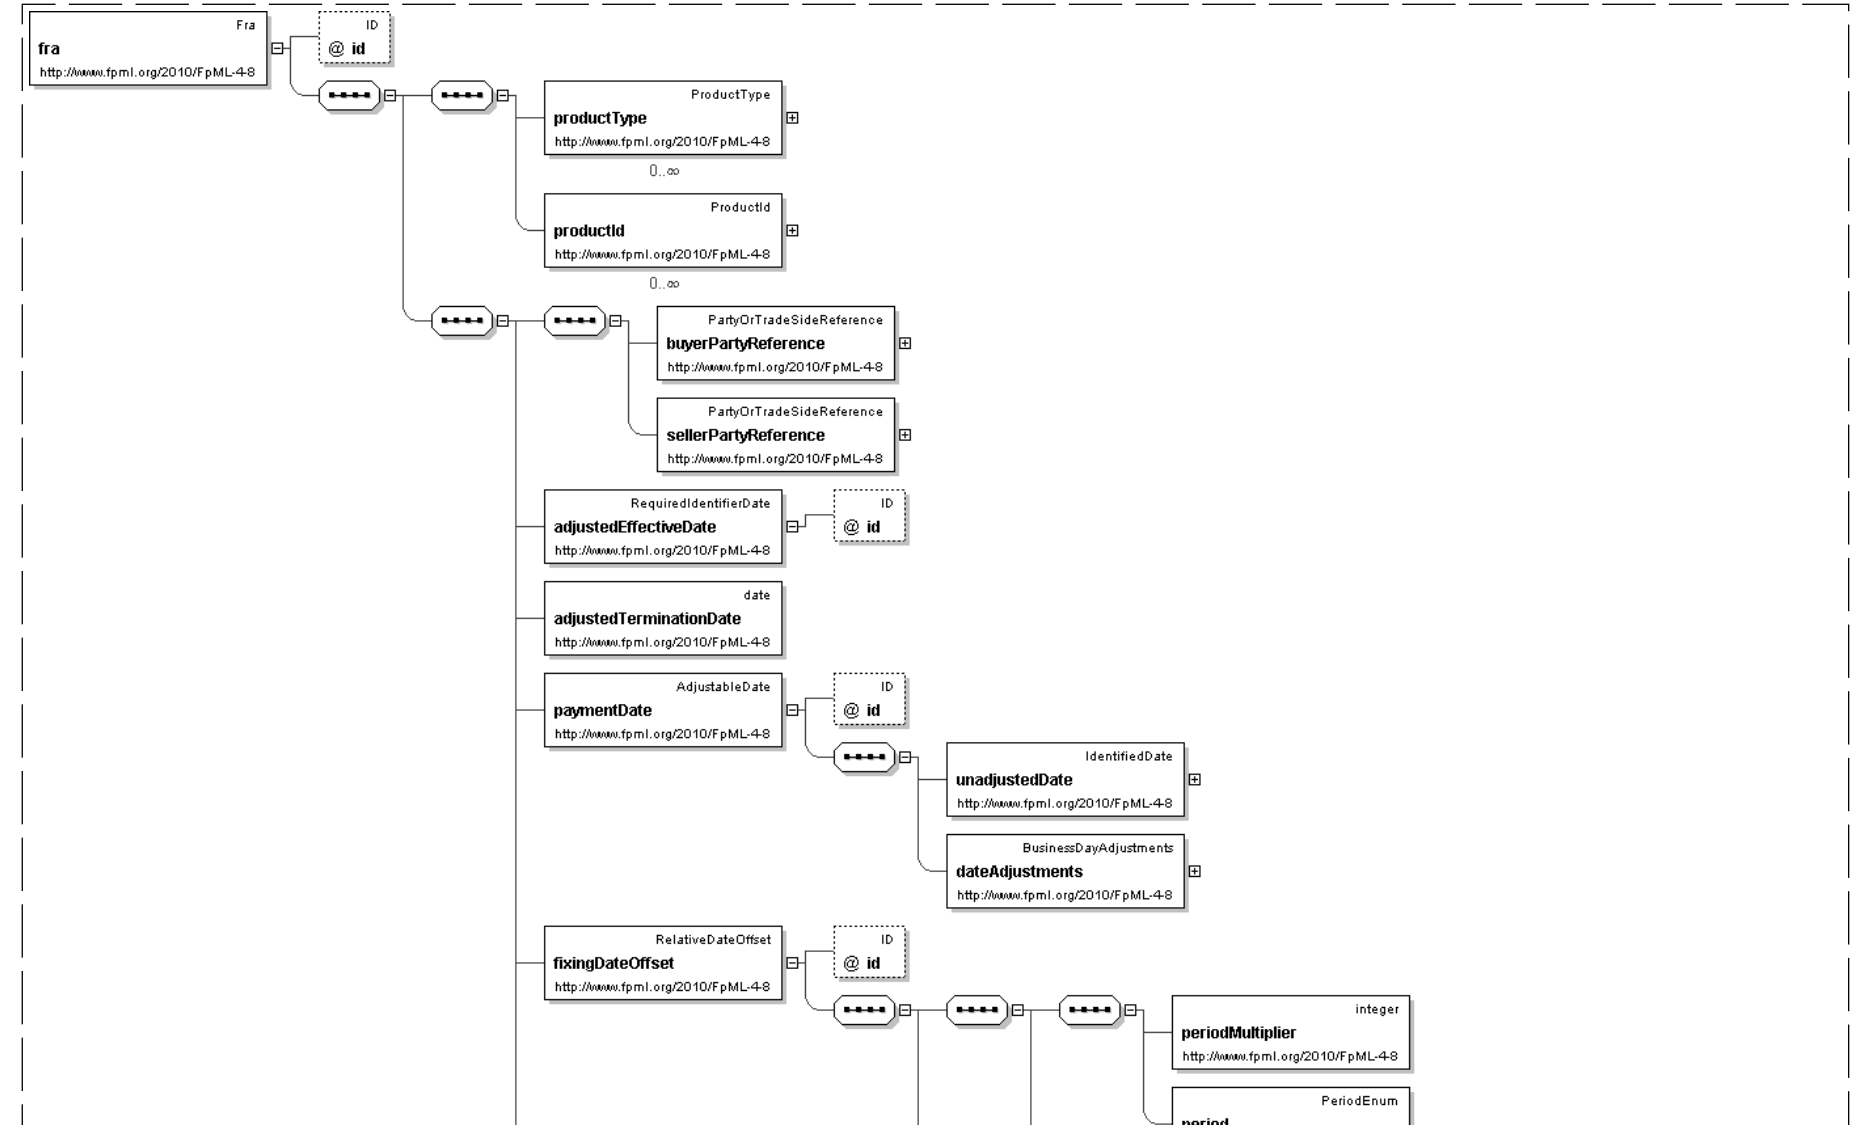 Fra
fra
http://www.fpml.org/2010/FpML-4-8
ID
@ id
ProductType
productType
http://www.fpml.org/2010/FpML-4-8
0..∞
ProductId
productId
http://www.fpml.org/2010/FpML-4-8
0..∞
PartyOrTradeSideReference
buyerPartyReference
http://www.fpml.org/2010/FpML-4-8
PartyOrTradeSideReference
sellerPartyReference
http://www.fpml.org/2010/FpML-4-8
RequiredIdentifierDate
adjustedEffectiveDate
http://www.fpml.org/2010/FpML-4-8
ID
@ id
date
adjustedTerminationDate
http://www.fpml.org/2010/FpML-4-8
AdjustableDate
paymentDate
http://www.fpml.org/2010/FpML-4-8
ID
@ id
IdentifiedDate
unadjustedDate
http://www.fpml.org/2010/FpML-4-8
BusinessDayAdjustments
dateAdjustments
http://www.fpml.org/2010/FpML-4-8
RelativeDateOffset
fixingDateOffset
http://www.fpml.org/2010/FpML-4-8
ID
@ id
integer
periodMultiplier
http://www.fpml.org/2010/FpML-4-8
PeriodEnum
period